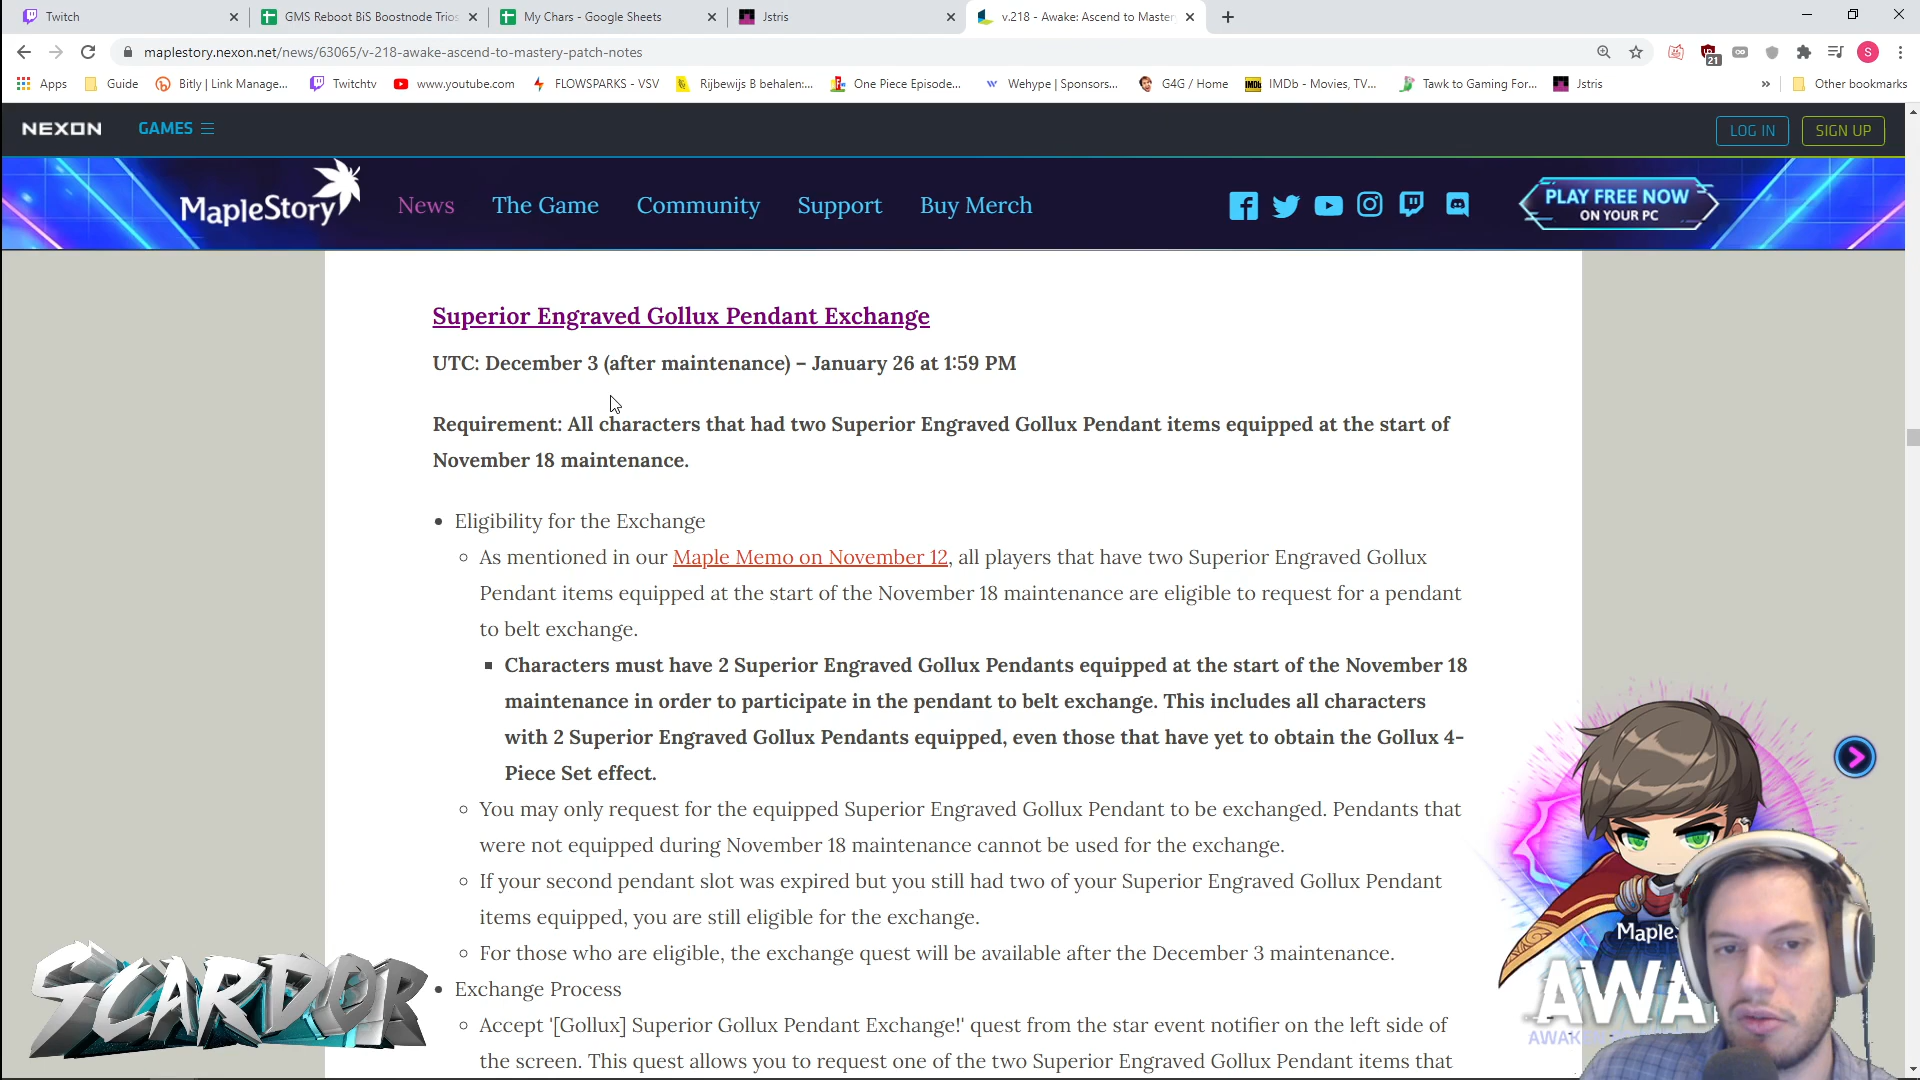 Twitch
GMS Reboot BiS Boostnode Trios
My Chars - Google Sheets
Jstris
v.218 - Awake: Ascend to Master
maplestory.nexon.net/news/63065/v-218-awake-ascend-to-mastery-patch-notes
21
S
Apps
Guide
Bitly | Link Manage...
Twitchtv
www.youtube.com
FLOWSPARKS - VSV
Rijbewijs B behalen:...
One Piece Episode...
Wehype | Sponsors...
G4G / Home
IMDb - Movies, TV...
Tawk to Gaming For...
Jstris
»
Other bookmarks
NEXON
GAMES
LOG IN
SIGN UP
MapleStory
News
The Game
Community
Support
Buy Merch
PLAY FREE NOW
ON YOUR PC
Superior Engraved Gollux Pendant Exchange
UTC: December 3 (after maintenance) – January 26 at 1:59 PM
Requirement: All characters that had two Superior Engraved Gollux Pendant items equipped at the start of
November 18 maintenance.
Eligibility for the Exchange
As mentioned in our Maple Memo on November 12, all players that have two Superior Engraved Gollux
Pendant items equipped at the start of the November 18 maintenance are eligible to request for a pendant
to belt exchange.
Characters must have 2 Superior Engraved Gollux Pendants equipped at the start of the November 18
maintenance in order to participate in the pendant to belt exchange. This includes all characters
with 2 Superior Engraved Gollux Pendants equipped, even those that have yet to obtain the Gollux 4-
Piece Set effect.
You may only request for the equipped Superior Engraved Gollux Pendant to be exchanged. Pendants that
were not equipped during November 18 maintenance cannot be used for the exchange.
If your second pendant slot was expired but you still had two of your Superior Engraved Gollux Pendant
items equipped, you are still eligible for the exchange.
For those who are eligible, the exchange quest will be available after the December 3 maintenance.
Exchange Process
Accept '[Gollux] Superior Gollux Pendant Exchange!' quest from the star event notifier on the left side of
the screen. This quest allows you to request one of the two Superior Engraved Gollux Pendant items that
SCARDOR
Maple
AWA
AWAK